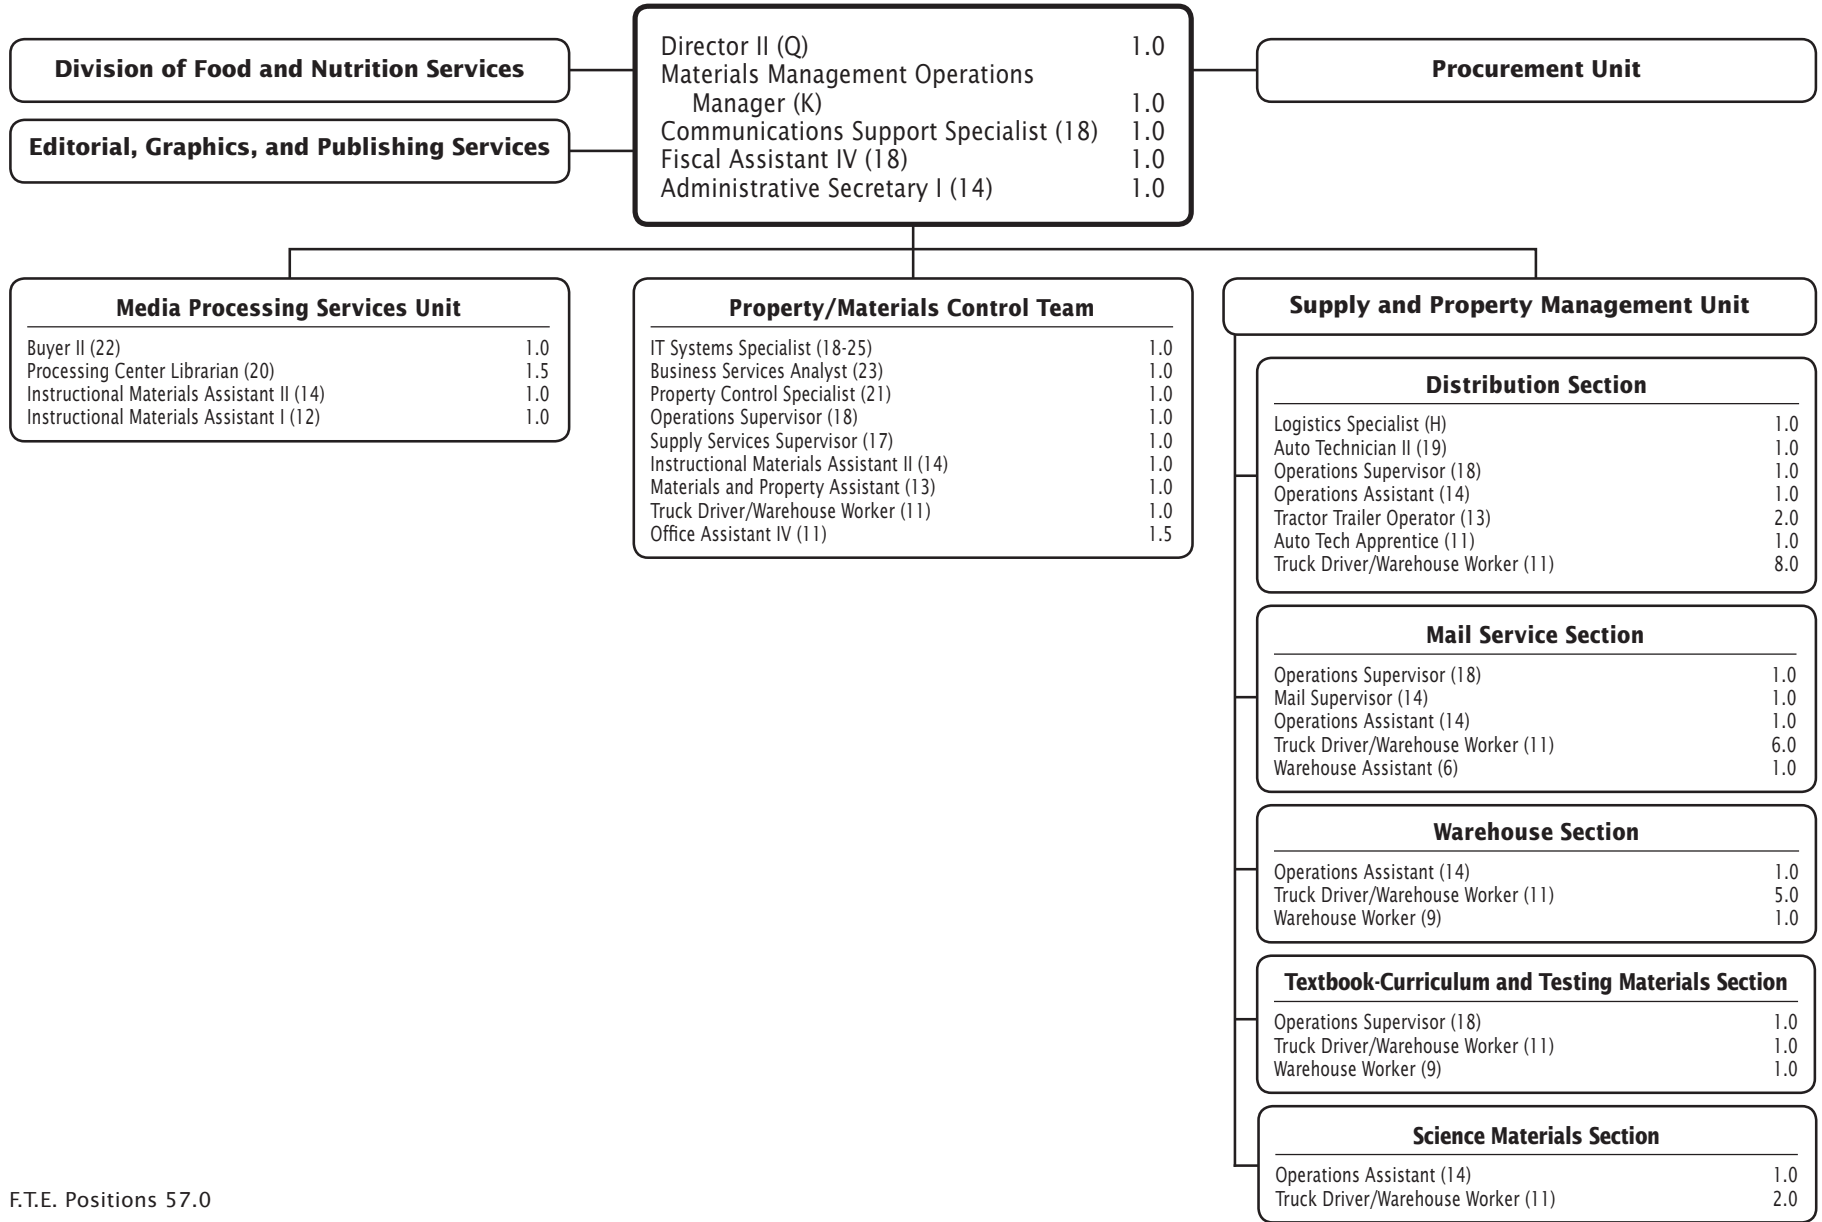 Division of Food and Nutrition Services
Editorial, Graphics, and Publishing Services
Director II (Q) 1.0
Materials Management Operations
Manager (K) 1.0
Communications Support Specialist (18) 1.0
Fiscal Assistant IV (18) 1.0
Administrative Secretary I (14) 1.0
Procurement Unit
Media Processing Services Unit
Buyer II (22) 1.0
Processing Center Librarian (20) 1.5
Instructional Materials Assistant II (14) 1.0
Instructional Materials Assistant I (12) 1.0
Property/Materials Control Team
IT Systems Specialist (18-25) 1.0
Business Services Analyst (23) 1.0
Property Control Specialist (21) 1.0
Operations Supervisor (18) 1.0
Supply Services Supervisor (17) 1.0
Instructional Materials Assistant II (14) 1.0
Materials and Property Assistant (13) 1.0
Truck Driver/Warehouse Worker (11) 1.0
Office Assistant IV (11) 1.5
Supply and Property Management Unit
Distribution Section
Logistics Specialist (H) 1.0
Auto Technician II (19) 1.0
Operations Supervisor (18) 1.0
Operations Assistant (14) 1.0
Tractor Trailer Operator (13) 2.0
Auto Tech Apprentice (11) 1.0
Truck Driver/Warehouse Worker (11) 8.0
Mail Service Section
Operations Supervisor (18) 1.0
Mail Supervisor (14) 1.0
Operations Assistant (14) 1.0
Truck Driver/Warehouse Worker (11) 6.0
Warehouse Assistant (6) 1.0
Warehouse Section
Operations Assistant (14) 1.0
Truck Driver/Warehouse Worker (11) 5.0
Warehouse Worker (9) 1.0
Textbook-Curriculum and Testing Materials Section
Operations Supervisor (18) 1.0
Truck Driver/Warehouse Worker (11) 1.0
Warehouse Worker (9) 1.0
Science Materials Section
Operations Assistant (14) 1.0
Truck Driver/Warehouse Worker (11) 2.0
F.T.E. Positions 57.0